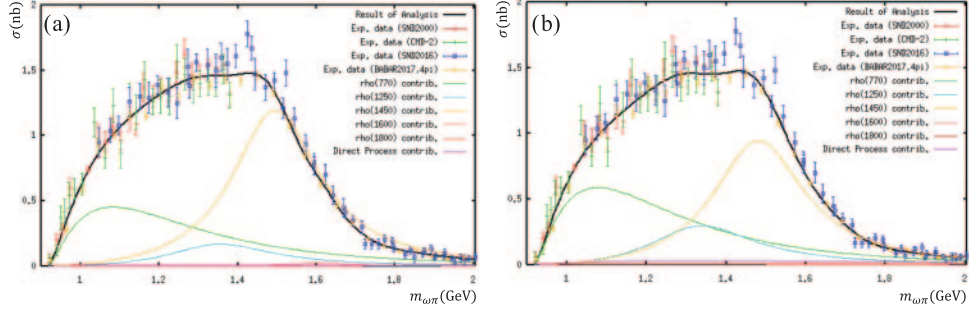 σ(nb)
(a)
Result of Analysis
Exp. data (SND2000)
Exp. data (CMD-2)
Exp. data (SND2016)
Exp. data (BABAR2017,4pi)
rho(770) contrib.
rho(1250) contrib.
rho(1450) contrib.
rho(1600) contrib.
rho(1800) contrib.
Direct Process contrib.
2
1.5
1
0.5
0
1
1.2
1.4
1.6
1.8
2
mωπ(GeV)
σ(nb)
(b)
Result of Analysis
Exp. data (SND2000)
Exp. data (CMD-2)
Exp. data (SND2016)
Exp. data (BABAR2017,4pi)
rho(770) contrib.
rho(1250) contrib.
rho(1450) contrib.
rho(1600) contrib.
rho(1800) contrib.
Direct Process contrib.
2
1.5
1
0.5
0
1
1.2
1.4
1.6
1.8
2
mωπ(GeV)